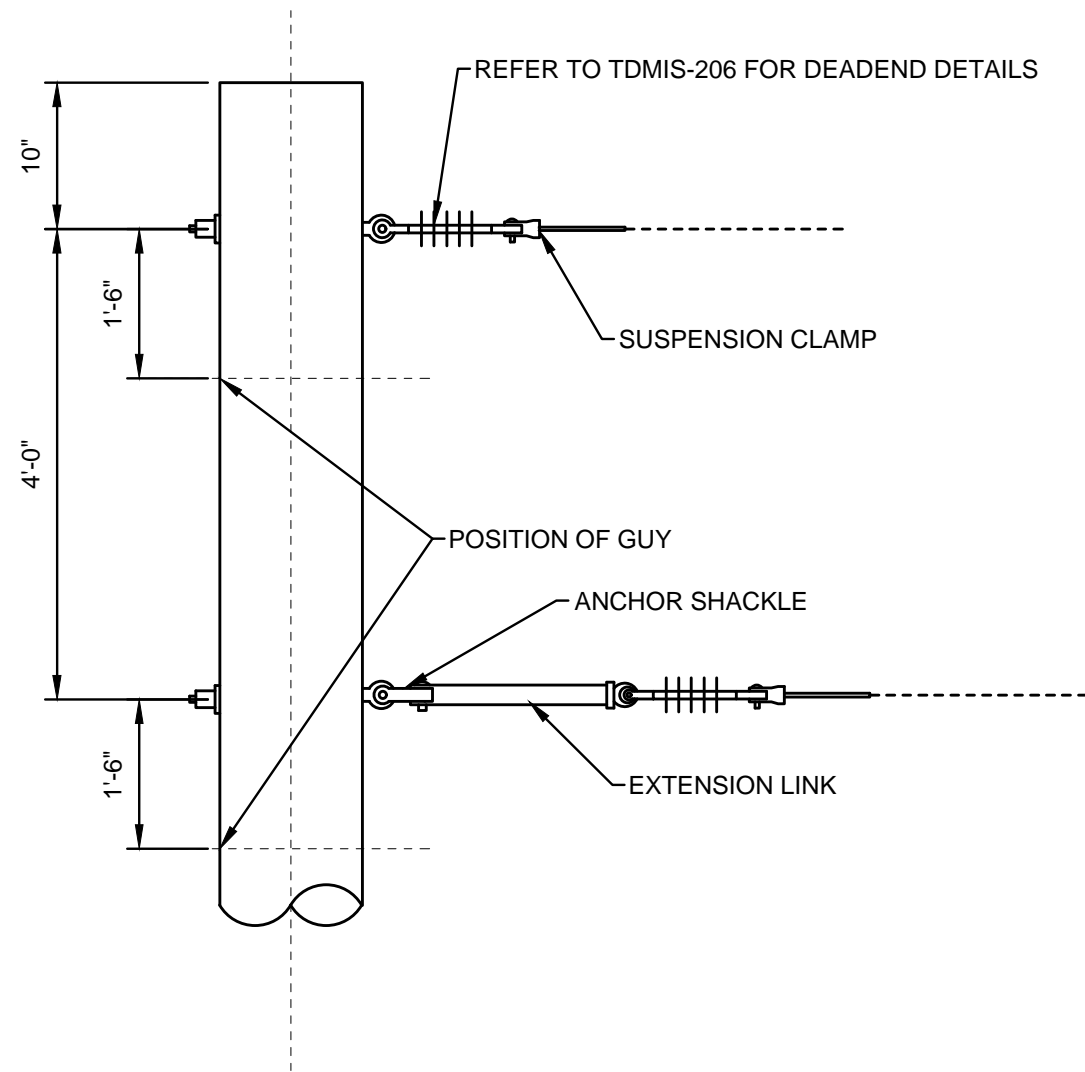 REFER TO TDMIS-206 FOR DEADEND DETAILS
10"
1'-6"
SUSPENSION CLAMP
4'-0"
POSITION OF GUY
ANCHOR SHACKLE
1'-6"
EXTENSION LINK